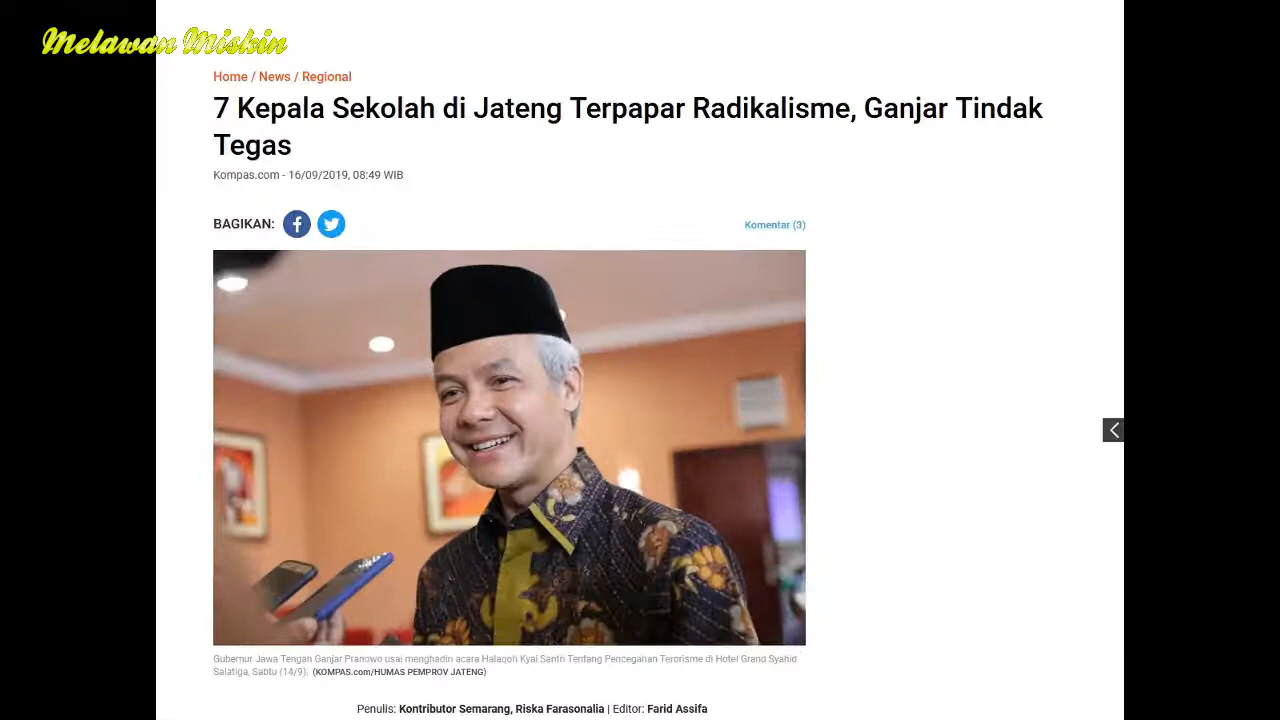 Melawan Miskin
Home / News / Regional
7 Kepala Sekolah di Jateng Terpapar Radikalisme, Ganjar Tindak
Tegas
Kompas.com - 16/09/2019, 08:49 WIB
BAGIKAN:
Komentar (3)
Gubernur Jawa Tengah Ganjar Pranowo usai menghadiri acara Halaqoh Kyai Santri Tentang Pencegahan Terorisme di Hotel Grand Syahid
Salatiga, Sabtu (14/9). (KOMPAS.com/HUMAS PEMPROV JATENG)
Penulis: Kontributor Semarang, Riska Farasonalia | Editor: Farid Assifa